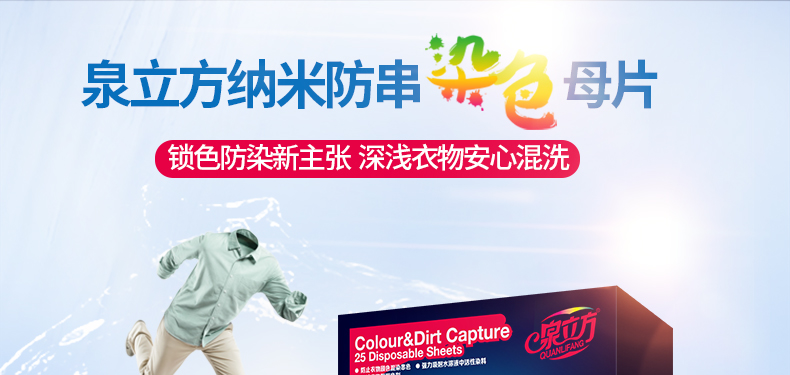 泉立方纳米防串染色母片
锁色防染新主张 深浅衣物安心混洗
Colour&Dirt Capture
25 Disposable Sheets
泉立方
QUANLIFANG